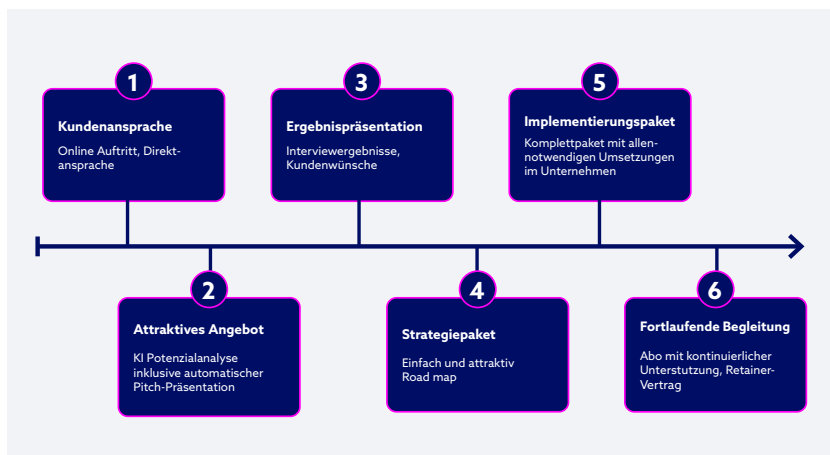 1
Kundenansprache
Online Auftritt, Direkt-
ansprache
2
Attraktives Angebot
KI Potenzialanalyse
inklusive automatischer
Pitch-Präsentation
3
Ergebnispräsentation
Interviewergebnisse,
Kundenwünsche
4
Strategiepaket
Einfach und attraktiv
Road map
5
Implementierungspaket
Komplettpaket mit allen-
notwendigen Umsetzungen
im Unternehmen
6
Fortlaufende Begleitung
Abo mit kontinuierlicher
Unterstutzung, Retainer-
Vertrag